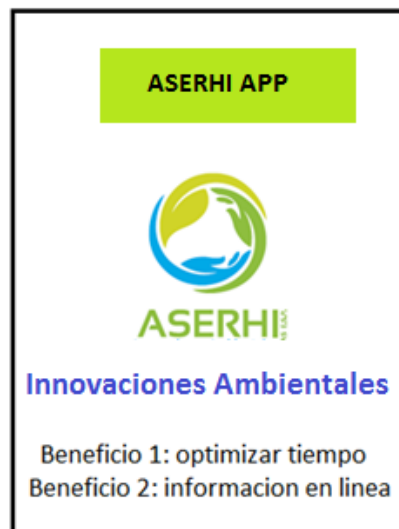 ASERHI APP
ASERHI
Innovaciones Ambientales
Beneficio 1: optimizar tiempo
Beneficio 2: informacion en linea